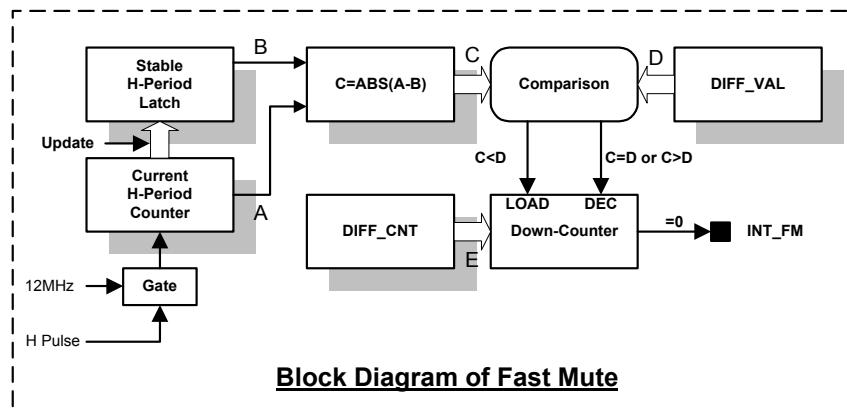 B
Stable
H-Period
Latch
C=ABS(A-B)
C
Comparison
D
DIFF_VAL
Update
C<D
C=D or C>D
Current
H-Period
Counter
A
DIFF_CNT
E
LOAD
DEC
Down-Counter
=0
INT_FM
12MHz
Gate
H Pulse
Block Diagram of Fast Mute